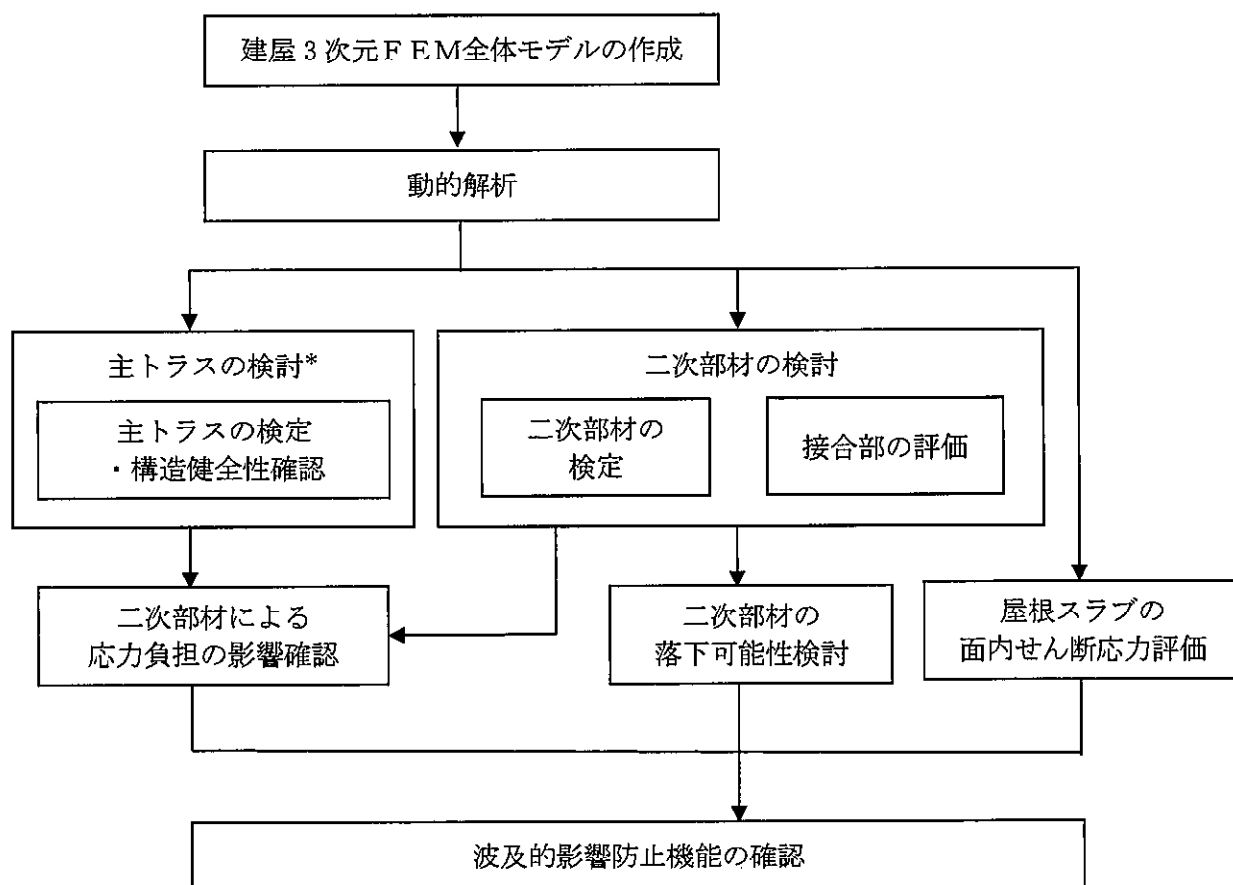 建屋3次元FEM全体モデルの作成
動的解析
主トラスの検討*
主トラスの検定
・構造健全性確認
二次部材の検討
二次部材の
検定
接合部の評価
二次部材による
応力負担の影響確認
二次部材の
落下可能性検討
屋根スラブの
面内せん断応力評価
波及的影響防止機能の確認